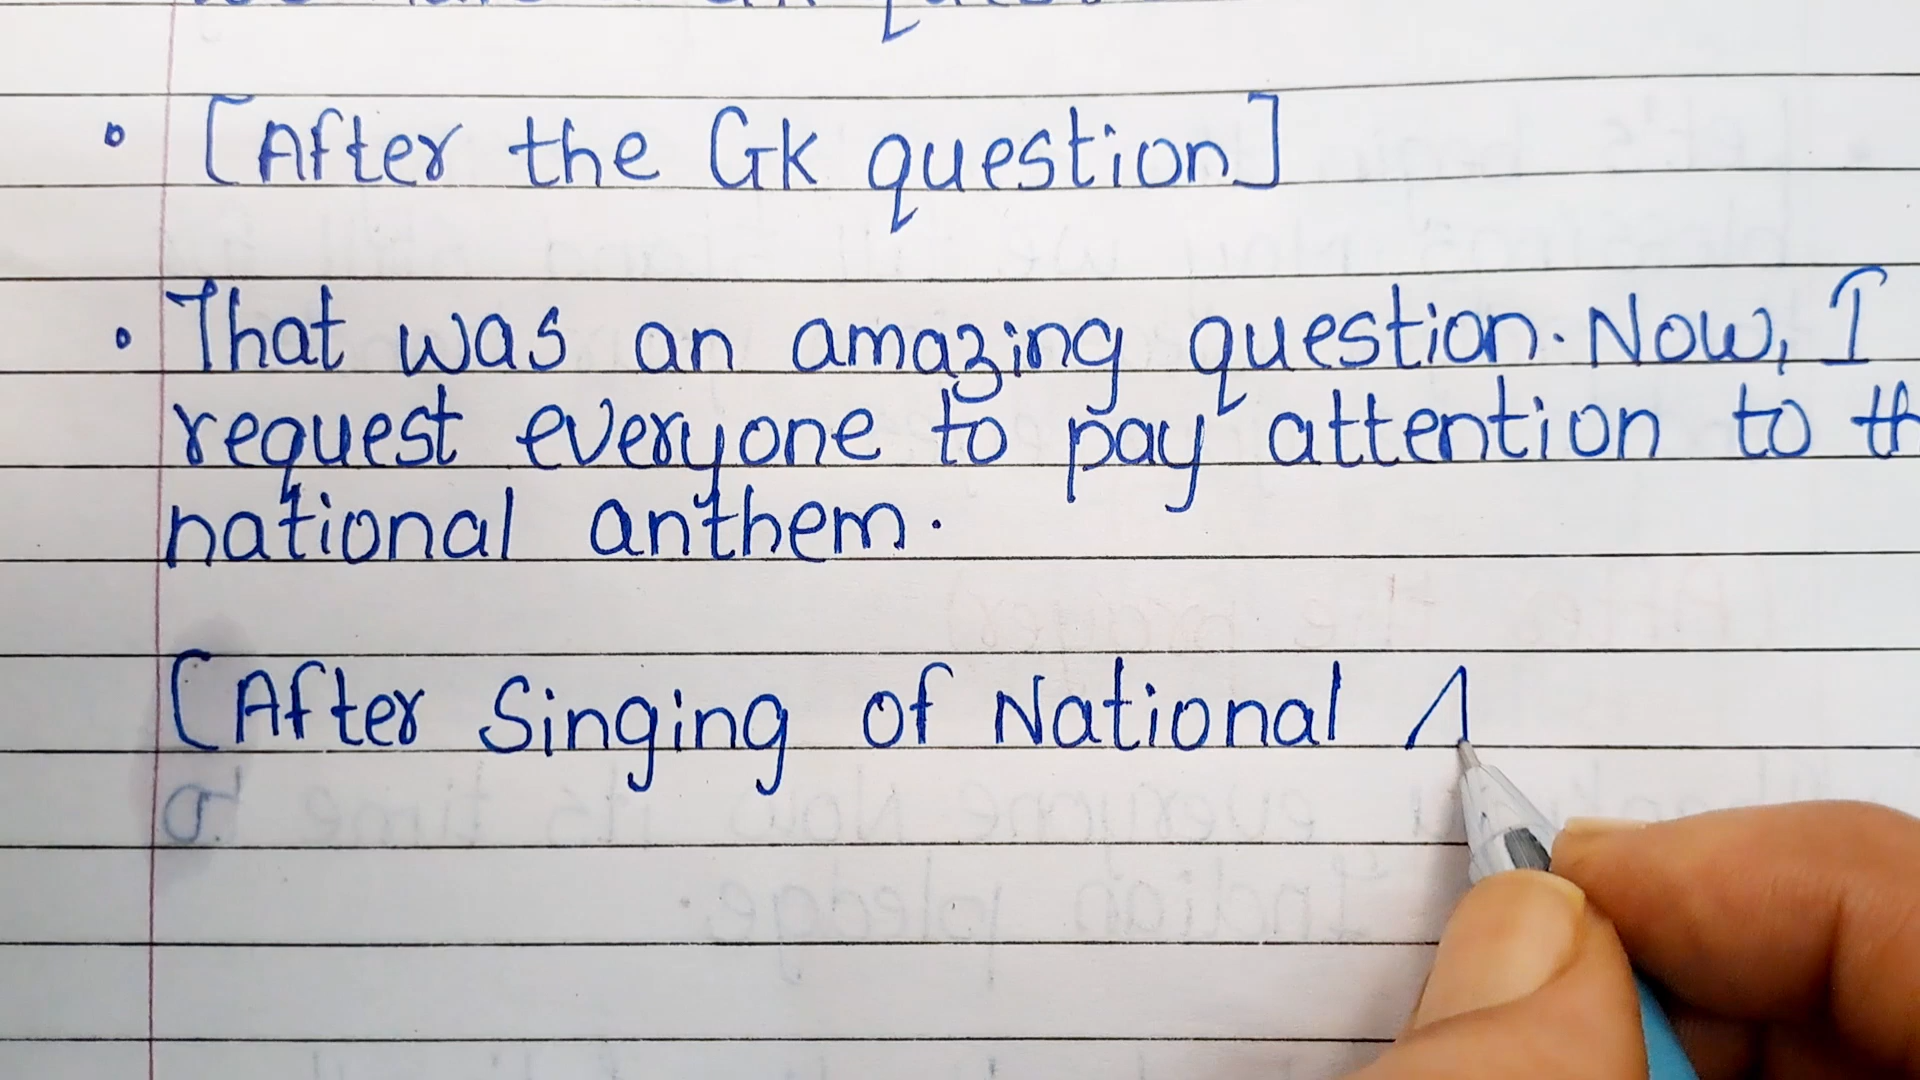 • [After the GK question]
• That was an amazing question. Now, I
request everyone to pay attention to th
national anthem.
[After Singing of National A